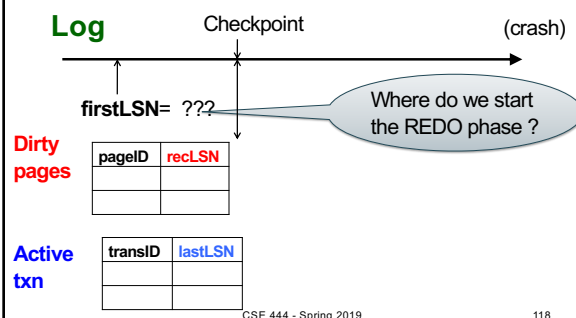 Log
Checkpoint
(crash)
firstLSN= ???
Where do we start
the REDO phase ?
Dirty
pages
pageID recLSN
Active
txn
transID lastLSN
CSE 444 - Spring 2019
118